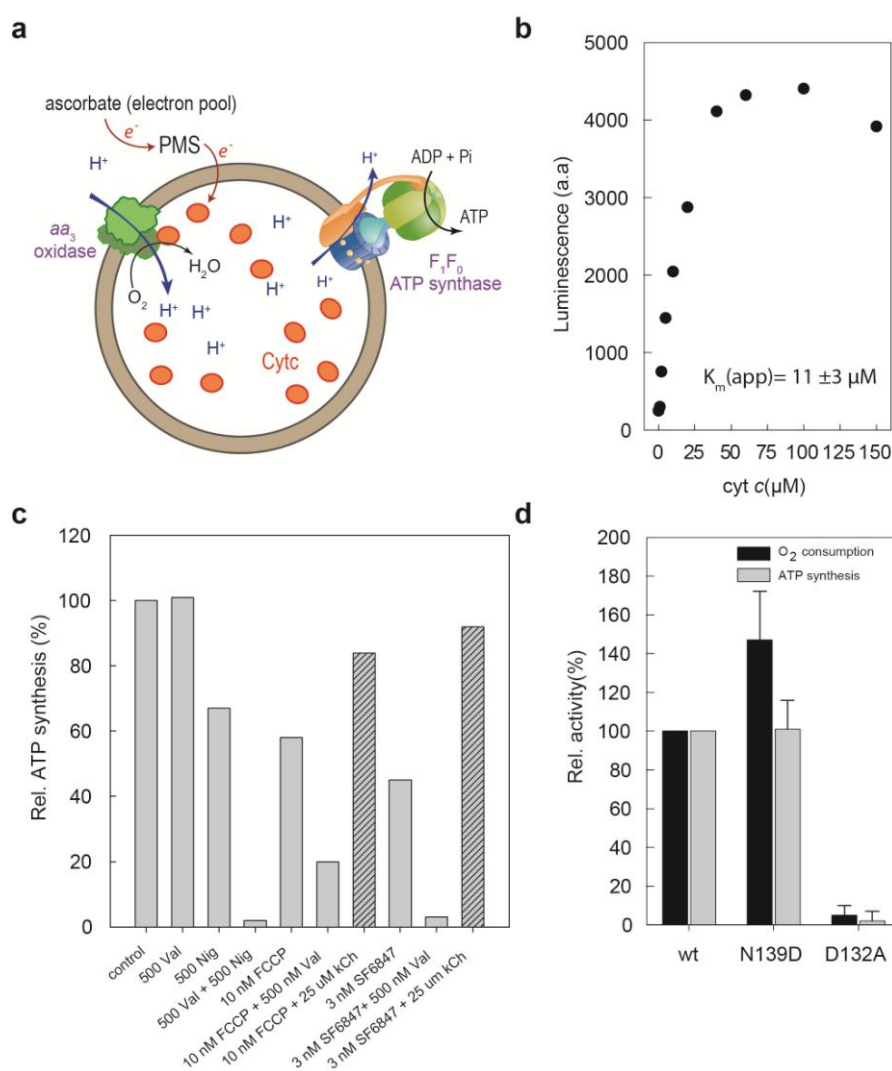 a
ascorbate (electron pool)
e-
PMS
e-
H+
aa3
oxidase
O2
H2O
H+
H+
H+
H+
H+
H+
H+
Cytc
H+
ADP + Pi
ATP
F1F0
ATP synthase
b
5000
4000
3000
2000
1000
0
Luminescence (a.a)
Km(app)= 11 ±3 µM
0 25 50 75 100 125 150
cyt c(µM)
c
120
100
80
60
40
20
0
Rel. ATP synthesis (%)
control
500 Val
500 Nig
500 Val + 500 Nig
10 nM FCCP
10 nM FCCP + 500 nM Val
10 nM FCCP + 25 uM kCh
3 nM SF6847
3 nM SF6847+ 500 nM Val
3 nM SF6847 + 25 um kCh
d
200
180
160
140
120
100
80
60
40
20
0
Rel. activity(%)
O2 consumption
ATP synthesis
wt N139D D132A